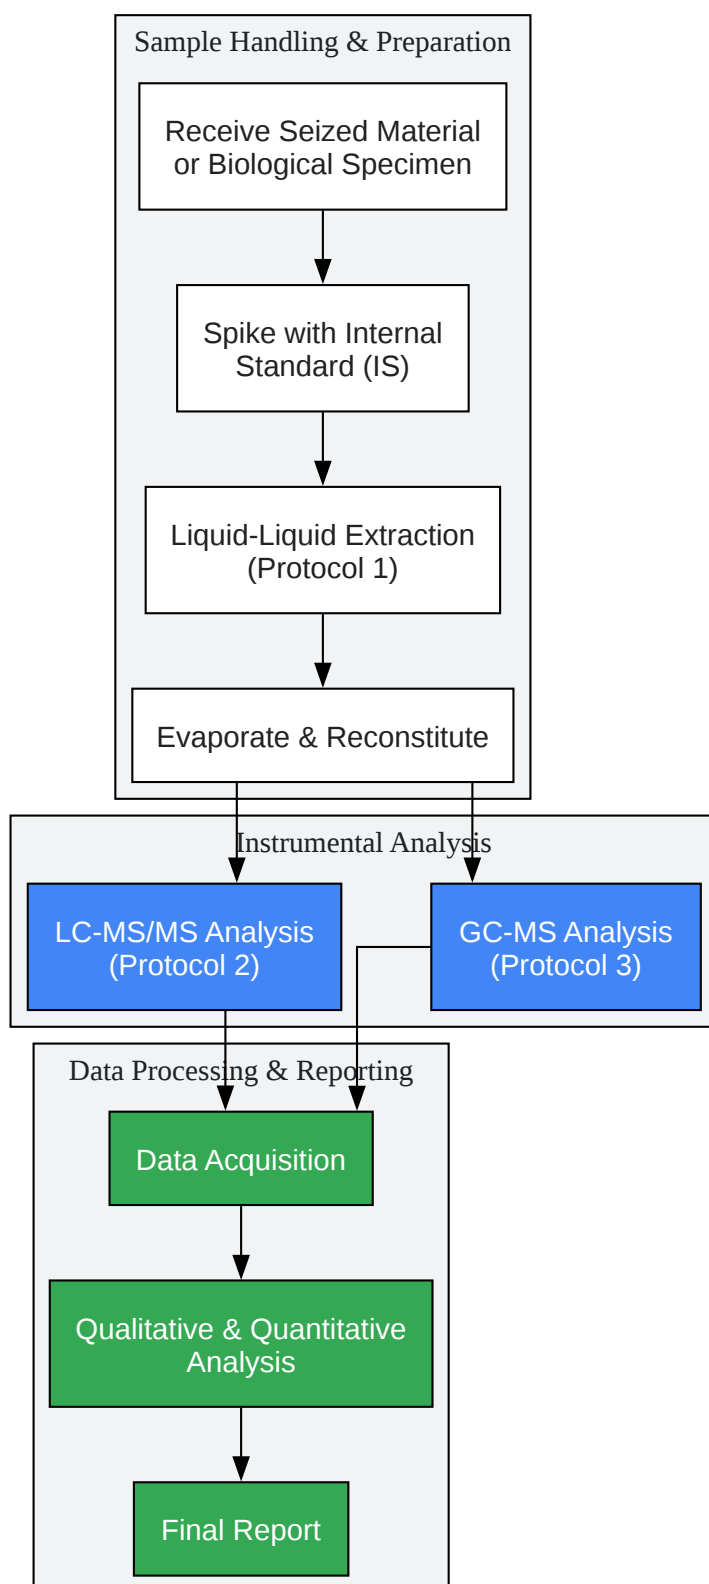 Sample Handling & Preparation
Receive Seized Material
or Biological Specimen
Spike with Internal
Standard (IS)
Liquid-Liquid Extraction
(Protocol 1)
Evaporate & Reconstitute
Instrumental Analysis
LC-MS/MS Analysis
(Protocol 2)
GC-MS Analysis
(Protocol 3)
Data Processing & Reporting
Data Acquisition
Qualitative & Quantitative
Analysis
Final Report